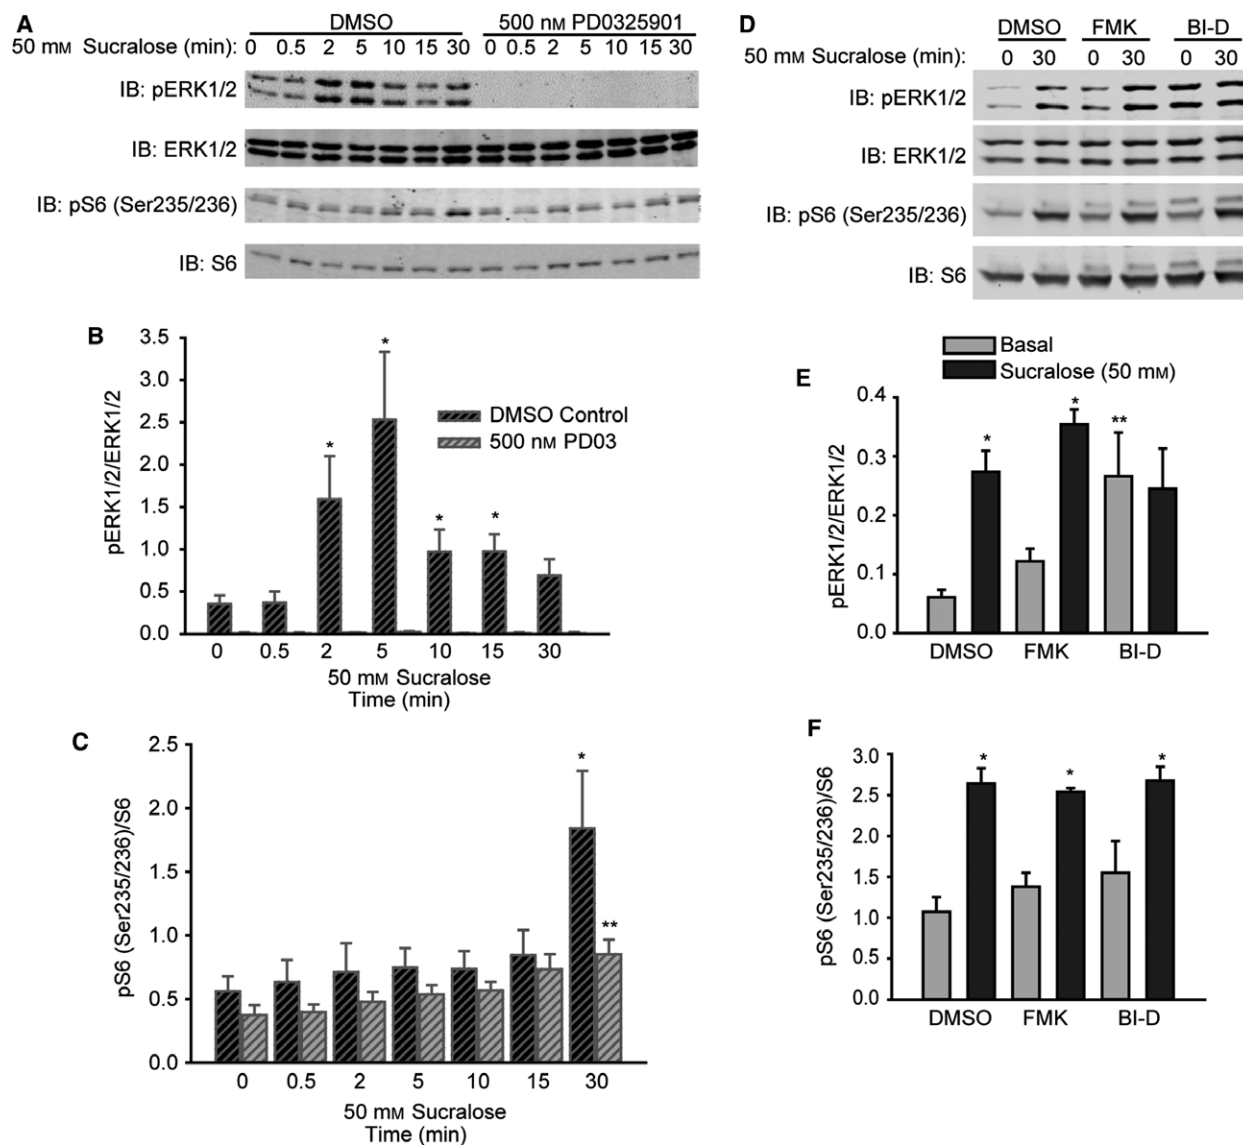 A
DMSO
500 nM PD0325901
50 mM Sucralose (min): 0 0.5 2 5 10 15 30 0 0.5 2 5 10 15 30
IB: pERK1/2
IB: ERK1/2
IB: pS6 (Ser235/236)
IB: S6
B
3.5
3.0
2.5
2.0
1.5
1.0
0.5
0.0
pERK1/2/ERK1/2
* * * *
DMSO Control
500 nM PD03
0 0.5 2 5 10 15 30
50 mM Sucralose
Time (min)
C
2.5
2.0
1.5
1.0
0.5
0.0
pS6 (Ser235/236)/S6
*
**
0 0.5 2 5 10 15 30
50 mM Sucralose
Time (min)
D
DMSO FMK BI-D
50 mM Sucralose (min): 0 30 0 30 0 30
IB: pERK1/2
IB: ERK1/2
IB: pS6 (Ser235/236)
IB: S6
Basal
Sucralose (50 mM)
E
0.4
0.3
0.2
0.1
0.0
pERK1/2/ERK1/2
* * **
DMSO FMK BI-D
F
3.0
2.5
2.0
1.5
1.0
0.5
0.0
pS6 (Ser235/236)/S6
* * *
DMSO FMK BI-D